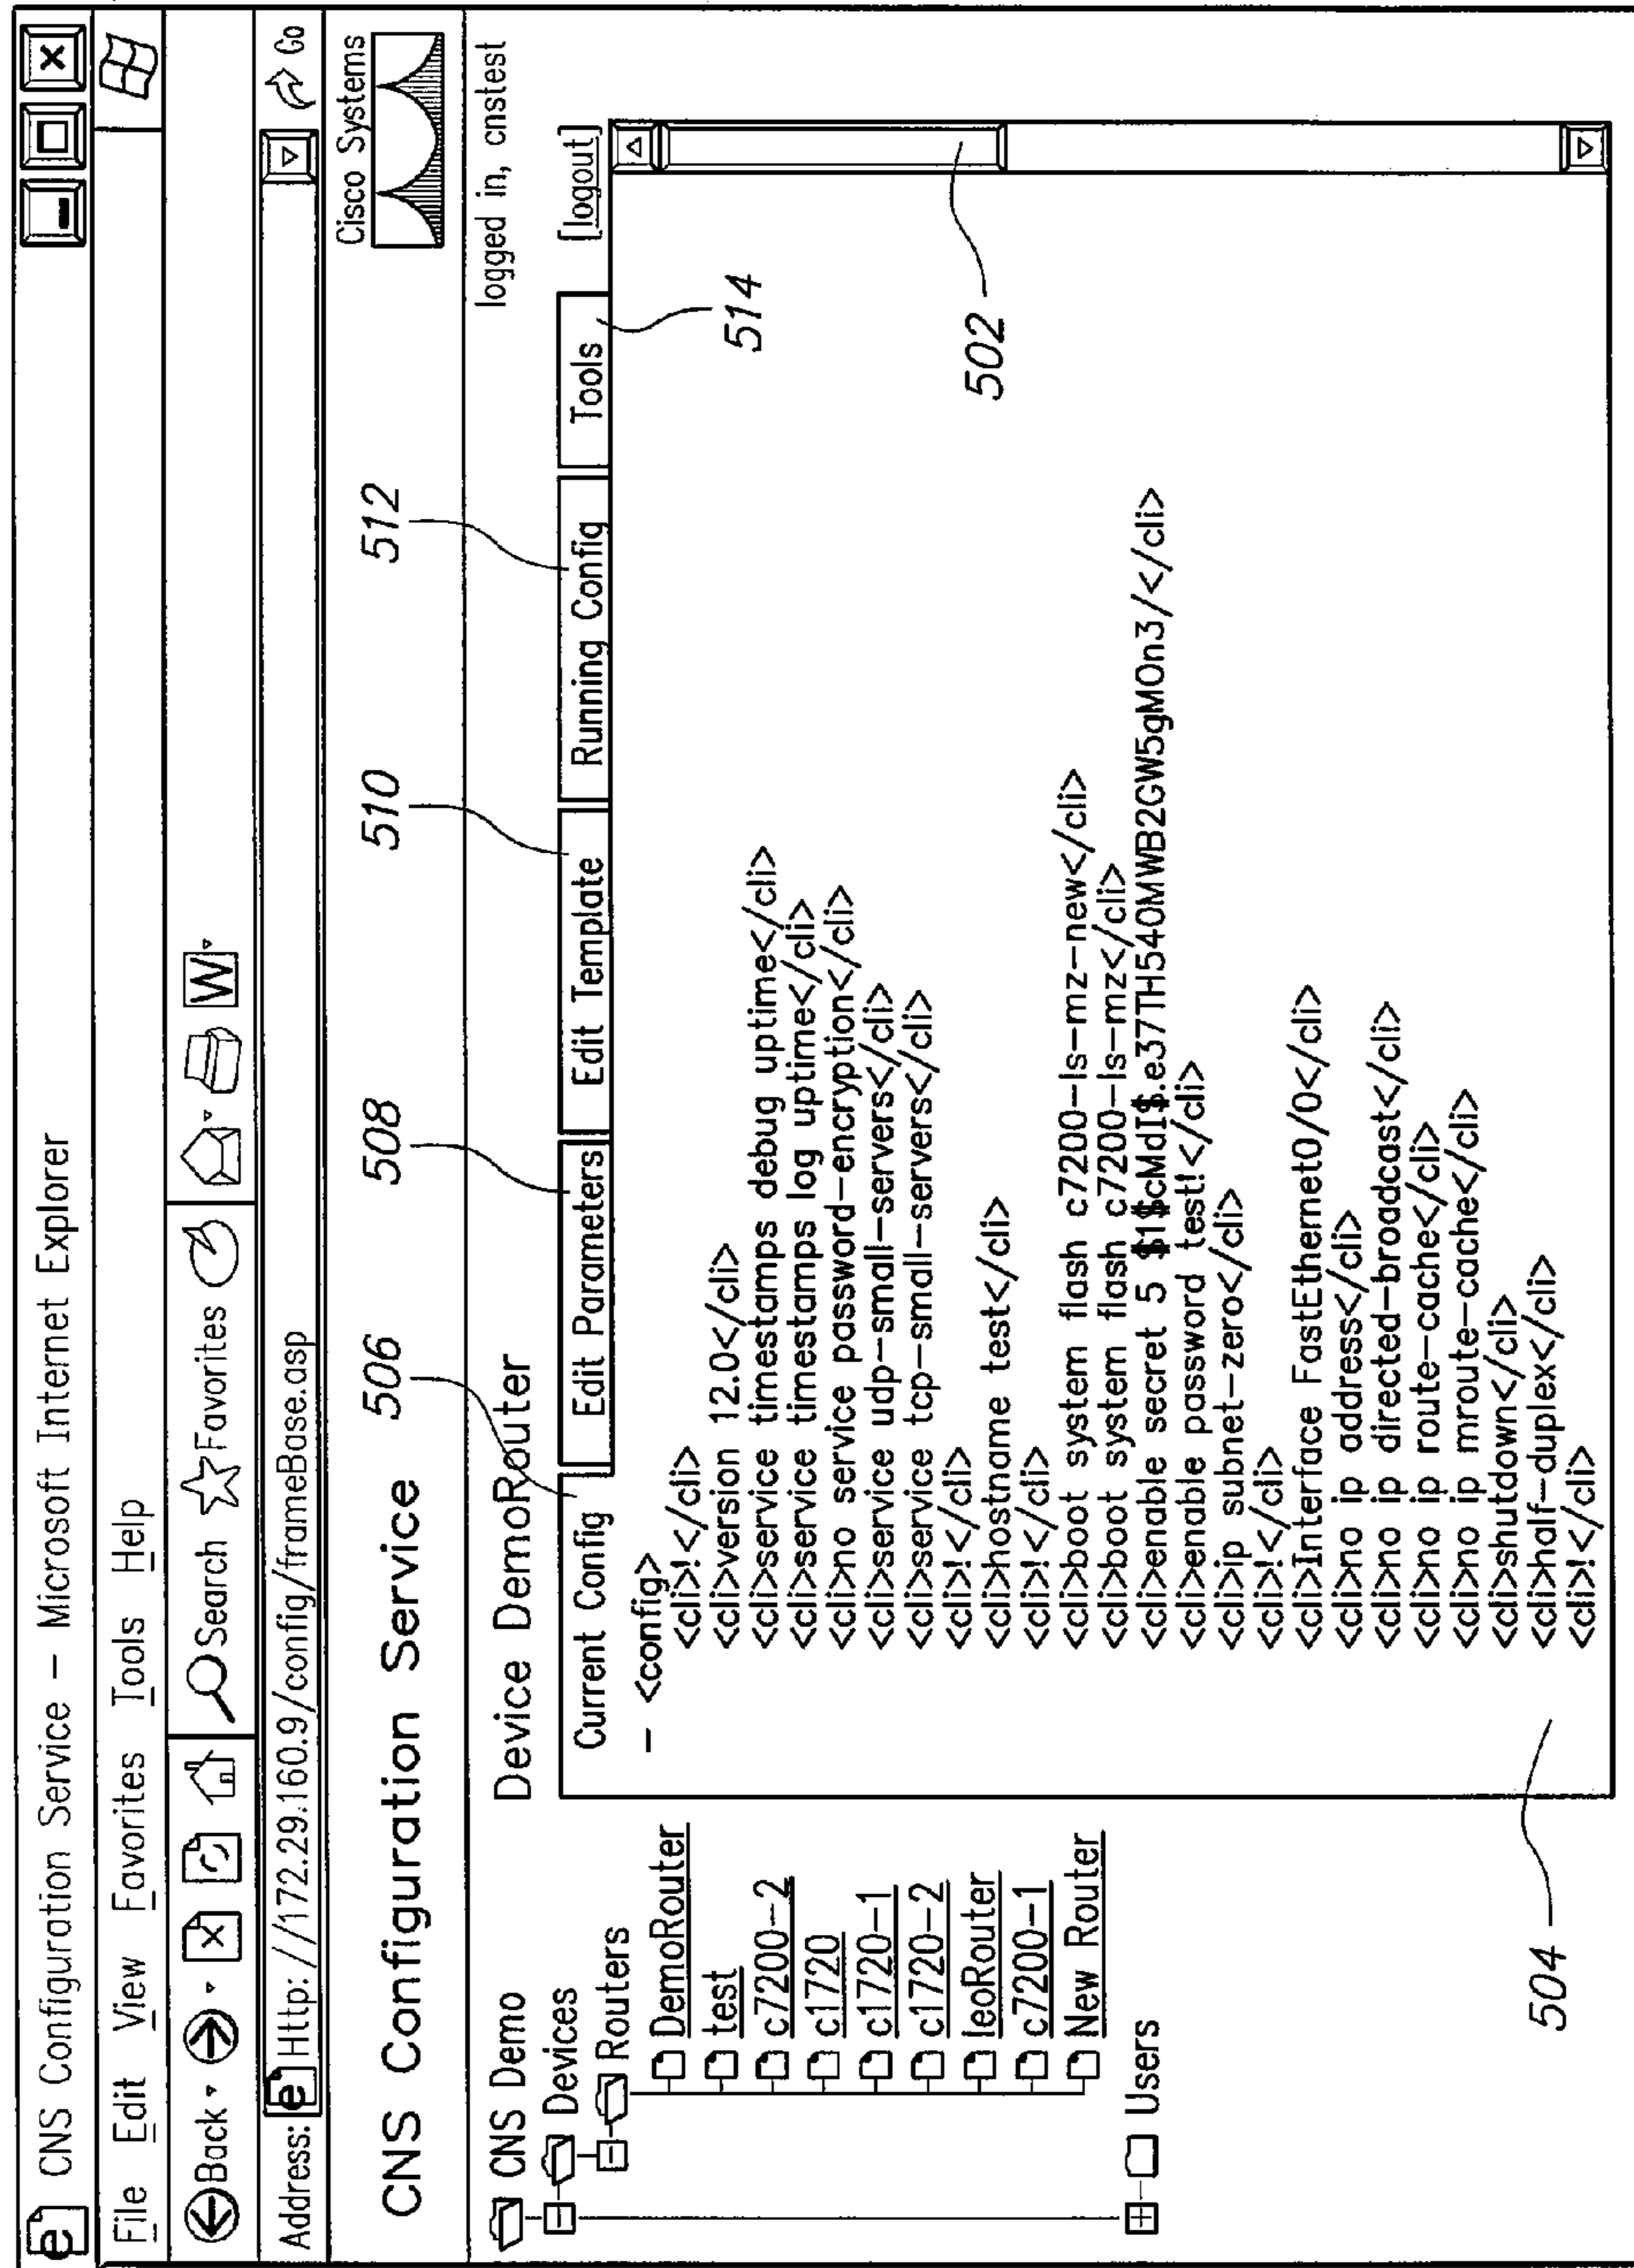 CNS Configuration Service - Microsoft Internet Explorer
File Edit View Favorites Tools Help
Back Search Favorites W
Address: Http://172.29.160.9/config/frameBase.asp Go
CNS Configuration Service
Cisco Systems
506 508 510 512
logged in, cnstest
CNS Demo
Devices
Routers
DemoRouter
test
c7200-2
c1720
c1720-1
c1720-2
leoRouter
c7200-1
New Router
Users
Device DemoRouter
Current Config Edit Parameters Edit Template Running Config Tools [logout]
514
502
504
- <config>
<cli>!</cli>
<cli>version 12.0</cli>
<cli>service timestamps debug uptime</cli>
<cli>service timestamps log uptime</cli>
<cli>no service password-encryption</cli>
<cli>service udp-small-servers</cli>
<cli>service tcp-small-servers</cli>
<cli>!</cli>
<cli>hostname test</cli>
<cli>!</cli>
<cli>boot system flash c7200-ls-mz-new</cli>
<cli>boot system flash c7200-ls-mz</cli>
<cli>enable secret 5 $1$cMdI$.e37TH54OMWB2GW5gMOn3/</cli>
<cli>enable password test!</cli>
<cli>ip subnet-zero</cli>
<cli>!</cli>
<cli>Interface FastEthernet0/0</cli>
<cli>no ip address</cli>
<cli>no ip directed-broadcast</cli>
<cli>no ip route-cache</cli>
<cli>no ip mroute-cache</cli>
<cli>shutdown</cli>
<cli>half-duplex</cli>
<cli>!</cli>